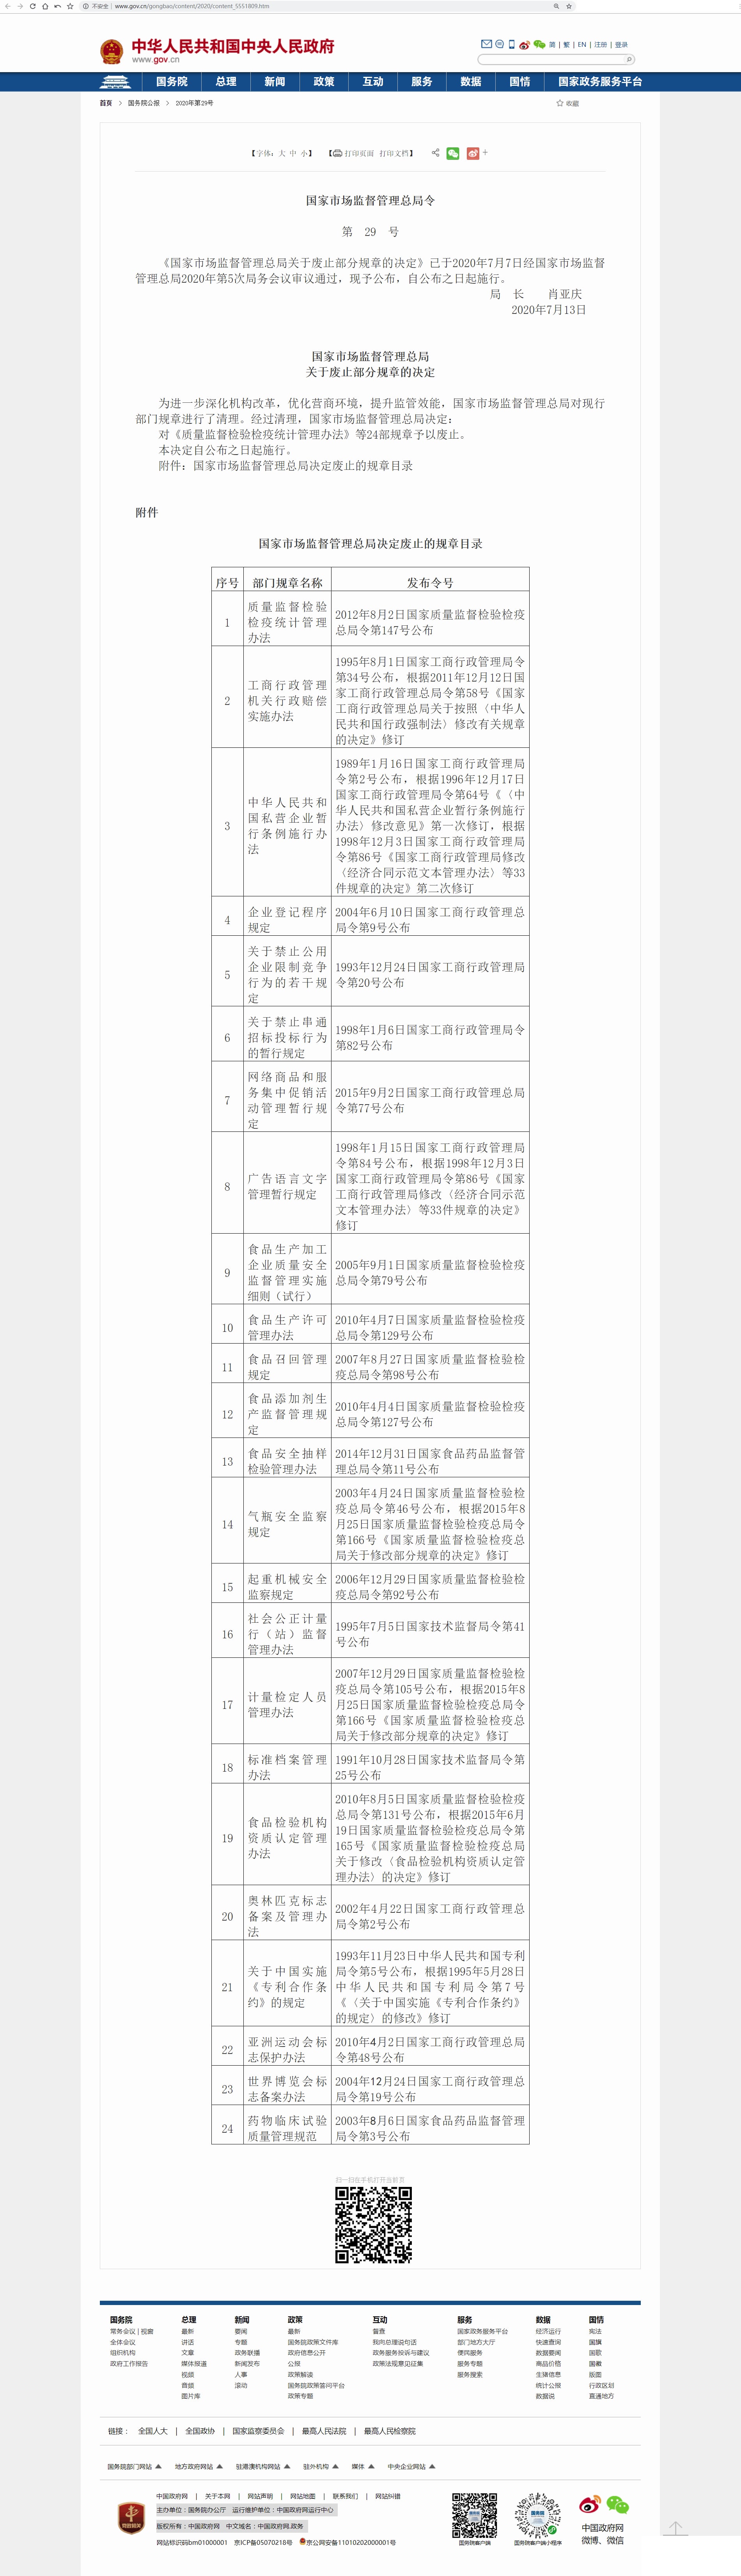 不安全 | www.gov.cn/gongbao/content/2020/content_5551809.htm
中华人民共和国中央人民政府
www.gov.cn
简 | 繁 | EN | 注册 | 登录
国务院 总理 新闻 政策 互动 服务 数据 国情 国家政务服务平台
首页 > 国务院公报 > 2020年第29号
收藏
【字体：大 中 小】 【打印页面 打印文档】
国家市场监督管理总局令
第 29 号
《国家市场监督管理总局关于废止部分规章的决定》已于2020年7月7日经国家市场监督
管理总局2020年第5次局务会议审议通过，现予公布，自公布之日起施行。
局 长 肖亚庆
2020年7月13日
国家市场监督管理总局
关于废止部分规章的决定
为进一步深化机构改革，优化营商环境，提升监管效能，国家市场监督管理总局对现行
部门规章进行了清理。经过清理，国家市场监督管理总局决定：
对《质量监督检验检疫统计管理办法》等24部规章予以废止。
本决定自公布之日起施行。
附件：国家市场监督管理总局决定废止的规章目录
附件
国家市场监督管理总局决定废止的规章目录
序号 部门规章名称 发布令号
1
质量监督检验
检疫统计管理
办法
2012年8月2日国家质量监督检验检疫
总局令第147号公布
2
工商行政管理
机关行政赔偿
实施办法
1995年8月1日国家工商行政管理局令
第34号公布，根据2011年12月12日国
家工商行政管理总局令第58号《国家
工商行政管理总局关于按照〈中华人
民共和国行政强制法〉修改有关规章
的决定》修订
3
中华人民共和
国私营企业暂
行条例施行办
法
1989年1月16日国家工商行政管理局
令第2号公布，根据1996年12月17日
国家工商行政管理局令第64号《〈中
华人民共和国私营企业暂行条例施行
办法〉修改意见》第一次修订，根据
1998年12月3日国家工商行政管理局
令第86号《国家工商行政管理局修改
〈经济合同示范文本管理办法〉等33
件规章的决定》第二次修订
4
企业登记程序
规定
2004年6月10日国家工商行政管理总
局令第9号公布
5
关于禁止公用
企业限制竞争
行为的若干规
定
1993年12月24日国家工商行政管理局
令第20号公布
6
关于禁止串通
招标投标行为
的暂行规定
1998年1月6日国家工商行政管理局令
第82号公布
7
网络商品和服
务集中促销活
动管理暂行规
定
2015年9月2日国家工商行政管理总局
令第77号公布
8
广告语言文字
管理暂行规定
1998年1月15日国家工商行政管理局
令第84号公布，根据1998年12月3日
国家工商行政管理局令第86号《国家
工商行政管理局修改〈经济合同示范
文本管理办法〉等33件规章的决定》
修订
9
食品生产加工
企业质量安全
监督管理实施
细则（试行）
2005年9月1日国家质量监督检验检疫
总局令第79号公布
10
食品生产许可
管理办法
2010年4月7日国家质量监督检验检疫
总局令第129号公布
11
食品召回管理
规定
2007年8月27日国家质量监督检验检
疫总局令第98号公布
12
食品添加剂生
产监督管理规
定
2010年4月4日国家质量监督检验检疫
总局令第127号公布
13
食品安全抽样
检验管理办法
2014年12月31日国家食品药品监督管
理总局令第11号公布
14
气瓶安全监察
规定
2003年4月24日国家质量监督检验检
疫总局令第46号公布，根据2015年8
月25日国家质量监督检验检疫总局令
第166号《国家质量监督检验检疫总
局关于修改部分规章的决定》修订
15
起重机械安全
监察规定
2006年12月29日国家质量监督检验检
疫总局令第92号公布
16
社会公正计量
行（站）监督
管理办法
1995年7月5日国家技术监督局令第41
号公布
17
计量检定人员
管理办法
2007年12月29日国家质量监督检验检
疫总局令第105号公布，根据2015年8
月25日国家质量监督检验检疫总局令
第166号《国家质量监督检验检疫总
局关于修改部分规章的决定》修订
18
标准档案管理
办法
1991年10月28日国家技术监督局令第
25号公布
19
食品检验机构
资质认定管理
办法
2010年8月5日国家质量监督检验检疫
总局令第131号公布，根据2015年6月
19日国家质量监督检验检疫总局令第
165号《国家质量监督检验检疫总局
关于修改〈食品检验机构资质认定管
理办法〉的决定》修订
20
奥林匹克标志
备案及管理办
法
2002年4月22日国家工商行政管理总
局令第2号公布
21
关于中国实施
《专利合作条
约》的规定
1993年11月23日中华人民共和国专利
局令第5号公布，根据1995年5月28日
中华人民共和国专利局令第7号
《〈关于中国实施《专利合作条约》
的规定〉的修改》修订
22
亚洲运动会标
志保护办法
2010年4月2日国家工商行政管理总局
令第48号公布
23
世界博览会标
志备案办法
2004年12月24日国家工商行政管理总
局令第19号公布
24
药物临床试验
质量管理规范
2003年8月6日国家食品药品监督管理
局令第3号公布
扫一扫在手机打开当前页
国务院 总理 新闻 政策 互动 服务 数据 国情
常务会议 | 视窗 最新 要闻 最新 督查 国家政务服务平台 经济运行 宪法
全体会议 讲话 专题 国务院政策文件库 我向总理说句话 部门地方大厅 快速查询 国旗
组织机构 文章 政务联播 政府信息公开 政务服务投诉与建议 便民服务 数据要闻 国歌
政府工作报告 媒体报道 新闻发布 公报 政策法规意见征集 服务专题 商品价格 国徽
视频 人事 政策解读 服务搜索 生猪信息 版图
音频 滚动 国务院政策答问平台 统计公报 行政区划
图片库 政策专题 数据说 直通地方
链接： 全国人大 | 全国政协 | 国家监察委员会 | 最高人民法院 | 最高人民检察院
国务院部门网站 地方政府网站 驻港澳机构网站 驻外机构 媒体 中央企业网站
中国政府网 | 关于本网 | 网站声明 | 网站地图 | 联系我们 | 网站纠错
主办单位：国务院办公厅 运行维护单位：中国政府网运行中心
版权所有：中国政府网 中文域名：中国政府网.政务
网站标识码bm01000001 京ICP备05070218号 京公网安备11010202000001号
国务院客户端
国务院客户端小程序
中国政府网
微博、微信